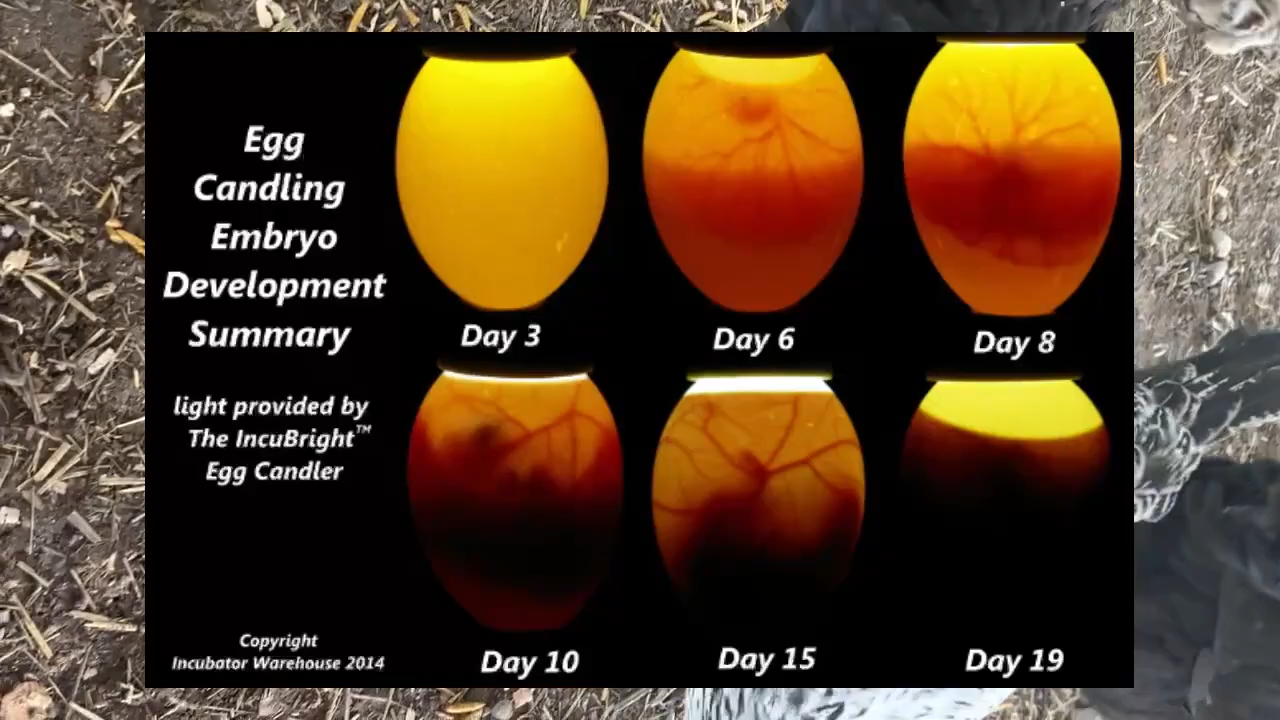 Egg
Candling
Embryo
Development
Summary
light provided by
The IncuBright™
Egg Candler
Copyright
Incubator Warehouse 2014
Day 3
Day 6
Day 8
Day 10
Day 15
Day 19